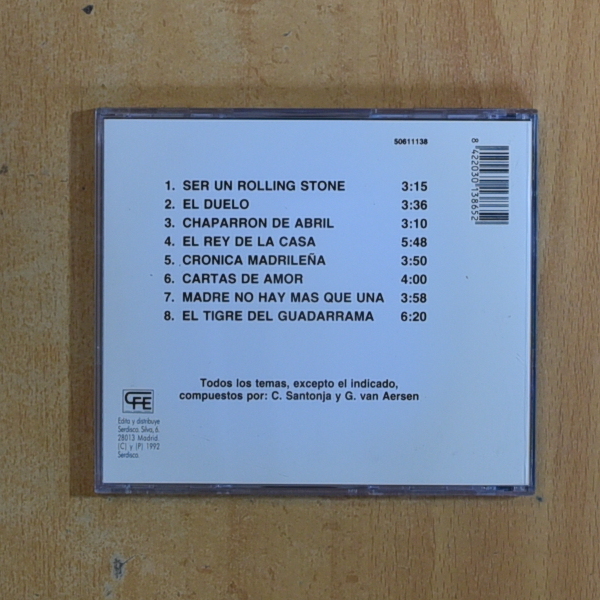 50611138
8 422030 138652
1. SER UN ROLLING STONE 3:15
2. EL DUELO 3:36
3. CHAPARRON DE ABRIL 3:10
4. EL REY DE LA CASA 5:48
5. CRONICA MADRILEÑA 3:50
6. CARTAS DE AMOR 4:00
7. MADRE NO HAY MAS QUE UNA 3:58
8. EL TIGRE DEL GUADARRAMA 6:20
Todos los temas, excepto el indicado,
compuestos por: C. Santonja y G. van Aersen
CFE
Edita y distribuye
Serdisco. Silva, 6.
28013 Madrid.
(C) y (P) 1992
Serdisco.